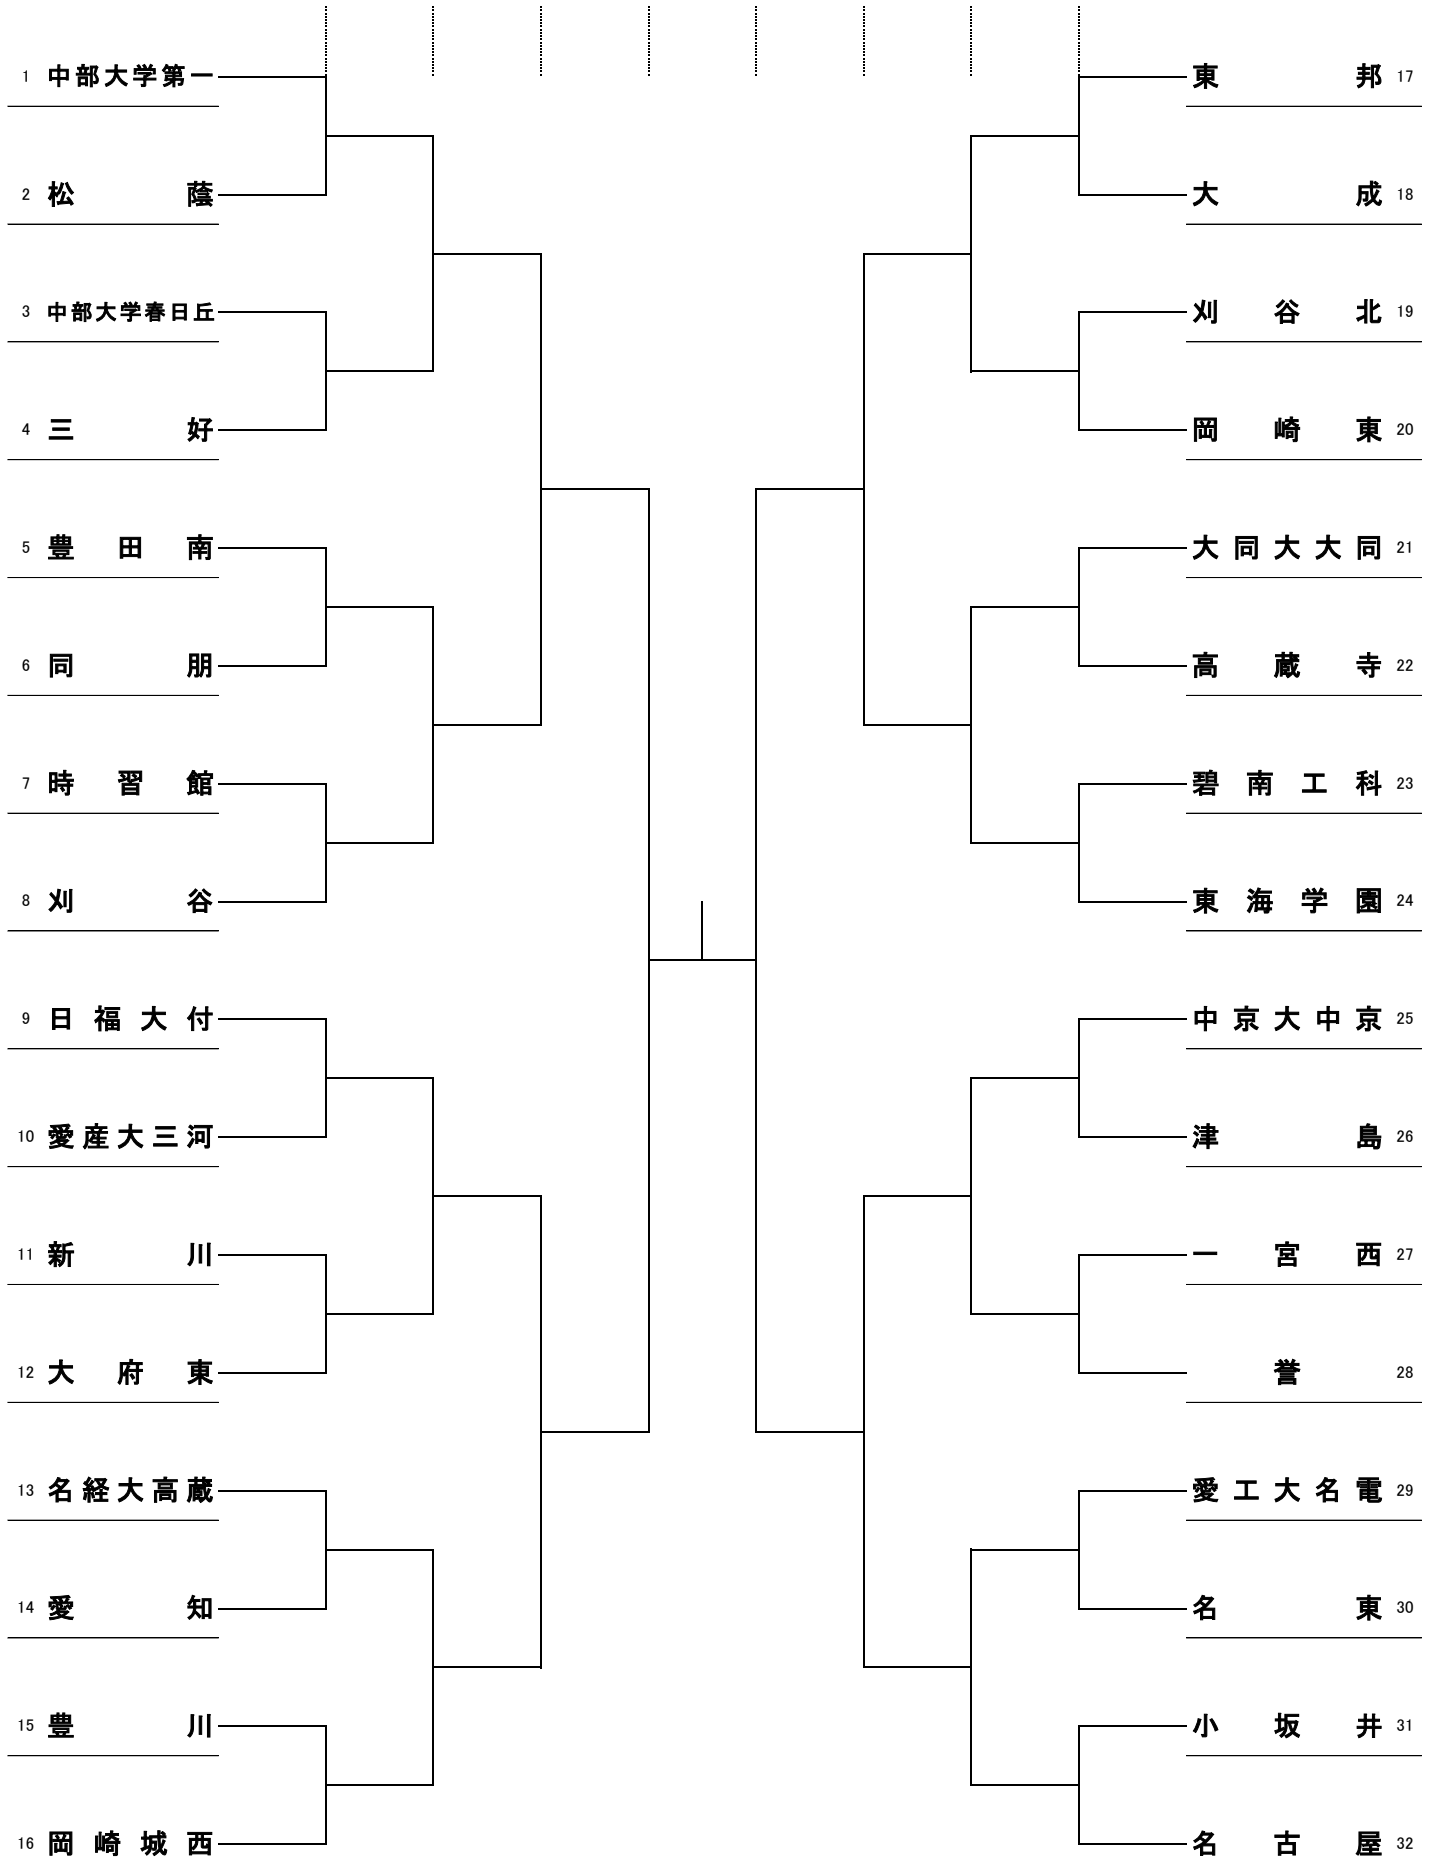 1 中部大学第一
2 松蔭
3 中部大学春日丘
4 三好
5 豊田南
6 同朋
7 時習館
8 刈谷
9 日福大付
10 愛産大三河
11 新川
12 大府東
13 名経大高蔵
14 愛知
15 豊川
16 岡崎城西
東邦 17
大成 18
刈谷北 19
岡崎東 20
大同大大同 21
高蔵寺 22
碧南工科 23
東海学園 24
中京大中京 25
津島 26
一宮西 27
誉 28
愛工大名電 29
名東 30
小坂井 31
名古屋 32